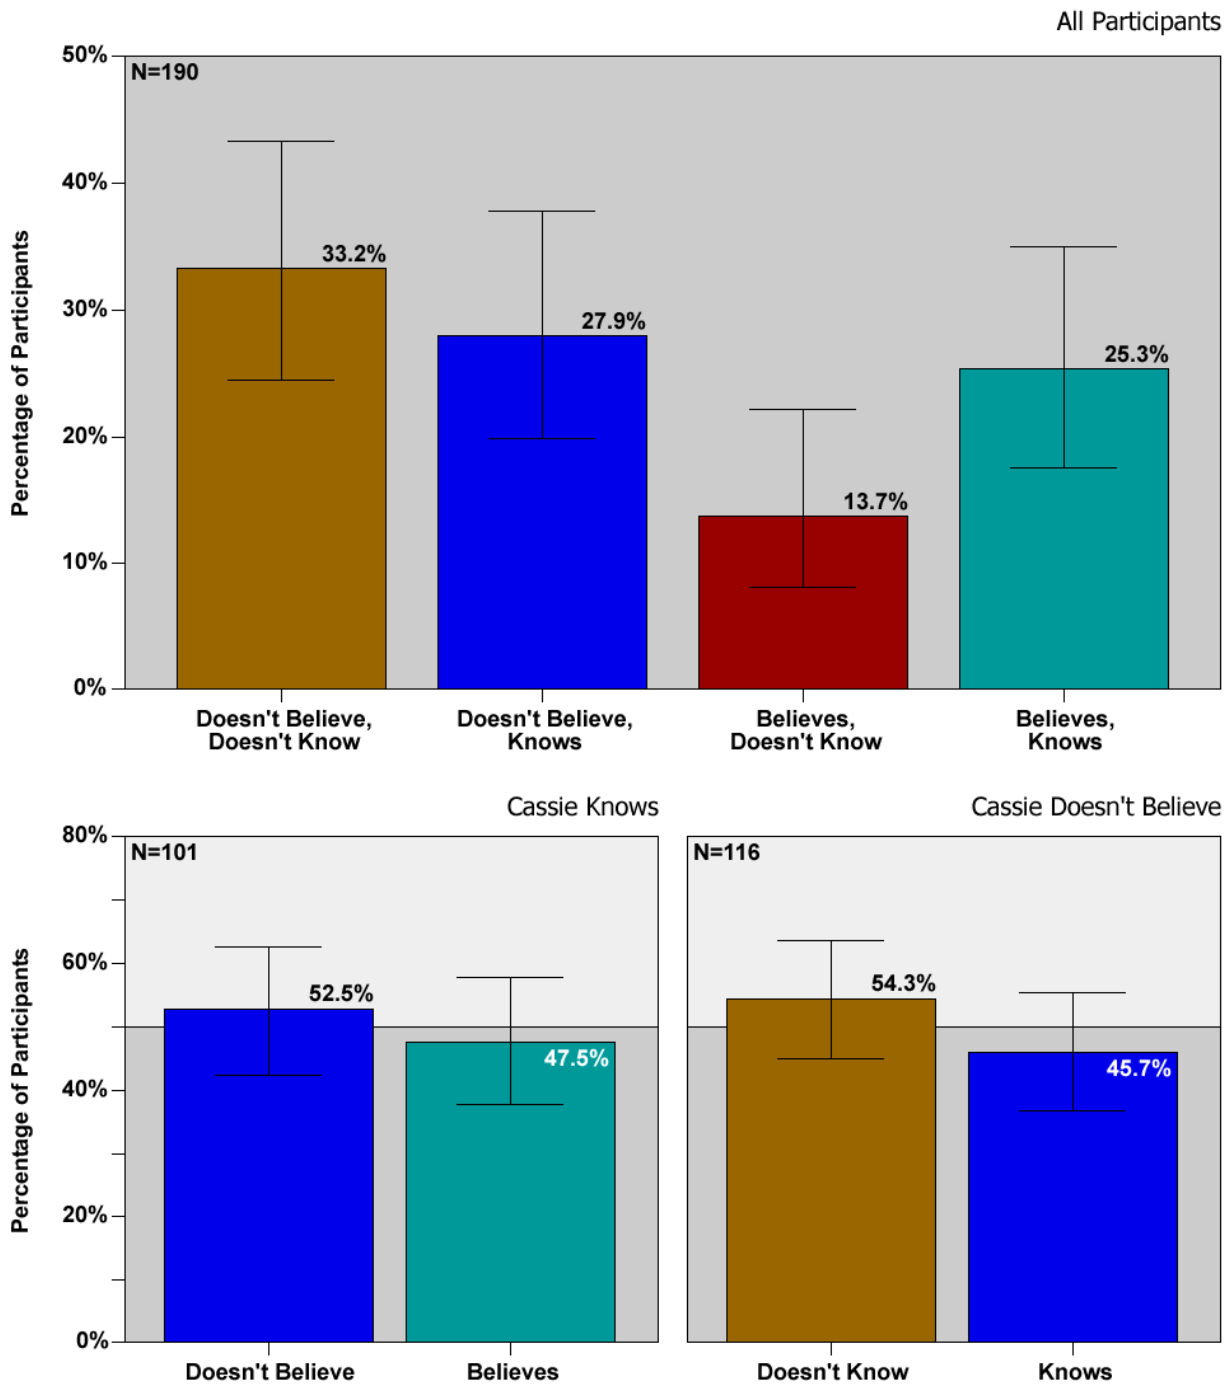 All Participants
50%
N=190
40%
33.2%
30%
27.9%
25.3%
20%
13.7%
10%
0%
Percentage of Participants
Doesn't Believe,
Doesn't Know
Doesn't Believe,
Knows
Believes,
Doesn't Know
Believes,
Knows
Cassie Knows
80%
N=101
60%
52.5%
47.5%
40%
20%
0%
Percentage of Participants
Doesn't Believe
Believes
Cassie Doesn't Believe
N=116
54.3%
45.7%
Doesn't Know
Knows